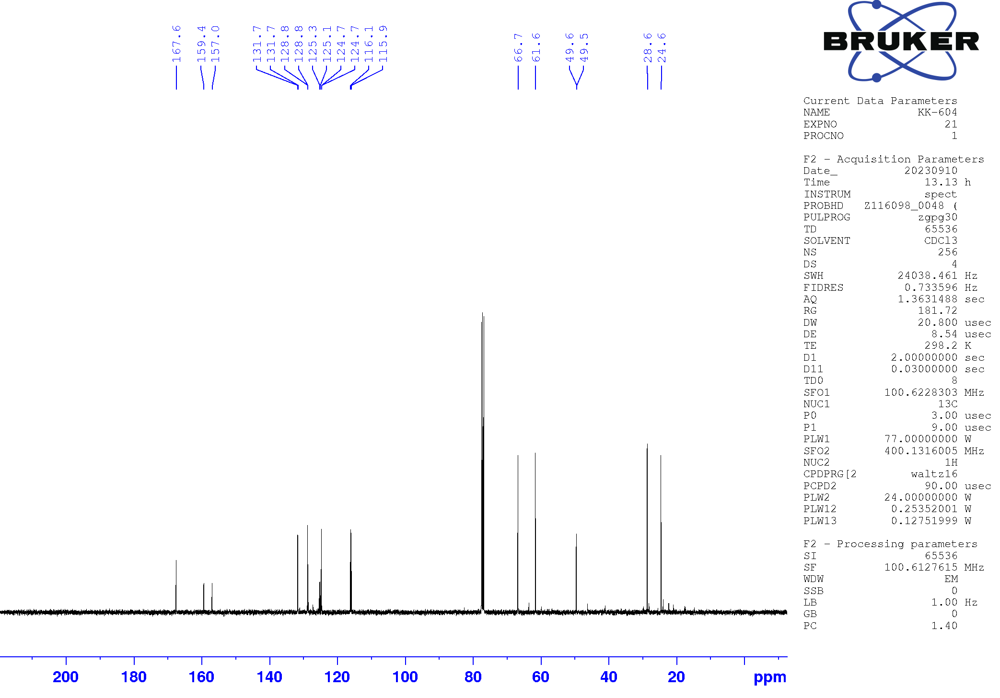 167.6
159.4
157.0
131.7
131.7
128.8
128.8
125.3
125.1
124.7
124.7
116.1
115.9
66.7
61.6
49.6
49.5
28.6
24.6
BRUKER
Current Data Parameters
NAME KK-604
EXPNO 21
PROCNO 1
F2 - Acquisition Parameters
Date_ 20230910
Time 13.13 h
INSTRUM spect
PROBHD Z116098_0048 (
PULPROG zgpg30
TD 65536
SOLVENT CDCl3
NS 256
DS 4
SWH 24038.461 Hz
FIDRES 0.733596 Hz
AQ 1.3631488 sec
RG 181.72
DW 20.800 usec
DE 8.54 usec
TE 298.2 K
D1 2.00000000 sec
D11 0.03000000 sec
TD0 8
SFO1 100.6228303 MHz
NUC1 13C
P0 3.00 usec
P1 9.00 usec
PLW1 77.00000000 W
SFO2 400.1316005 MHz
NUC2 1H
CPDPRG[2 waltz16
PCPD2 90.00 usec
PLW2 24.00000000 W
PLW12 0.25352001 W
PLW13 0.12751999 W
F2 - Processing parameters
SI 65536
SF 100.6127615 MHz
WDW EM
SSB 0
LB 1.00 Hz
GB 0
PC 1.40
200 180 160 140 120 100 80 60 40 20 ppm